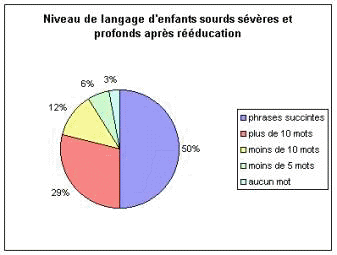 Niveau de langage d'enfants sourds sévères et
profonds après rééducation
3%
6%
12%
50%
29%
phrases succintes
plus de 10 mots
moins de 10 mots
moins de 5 mots
aucun mot